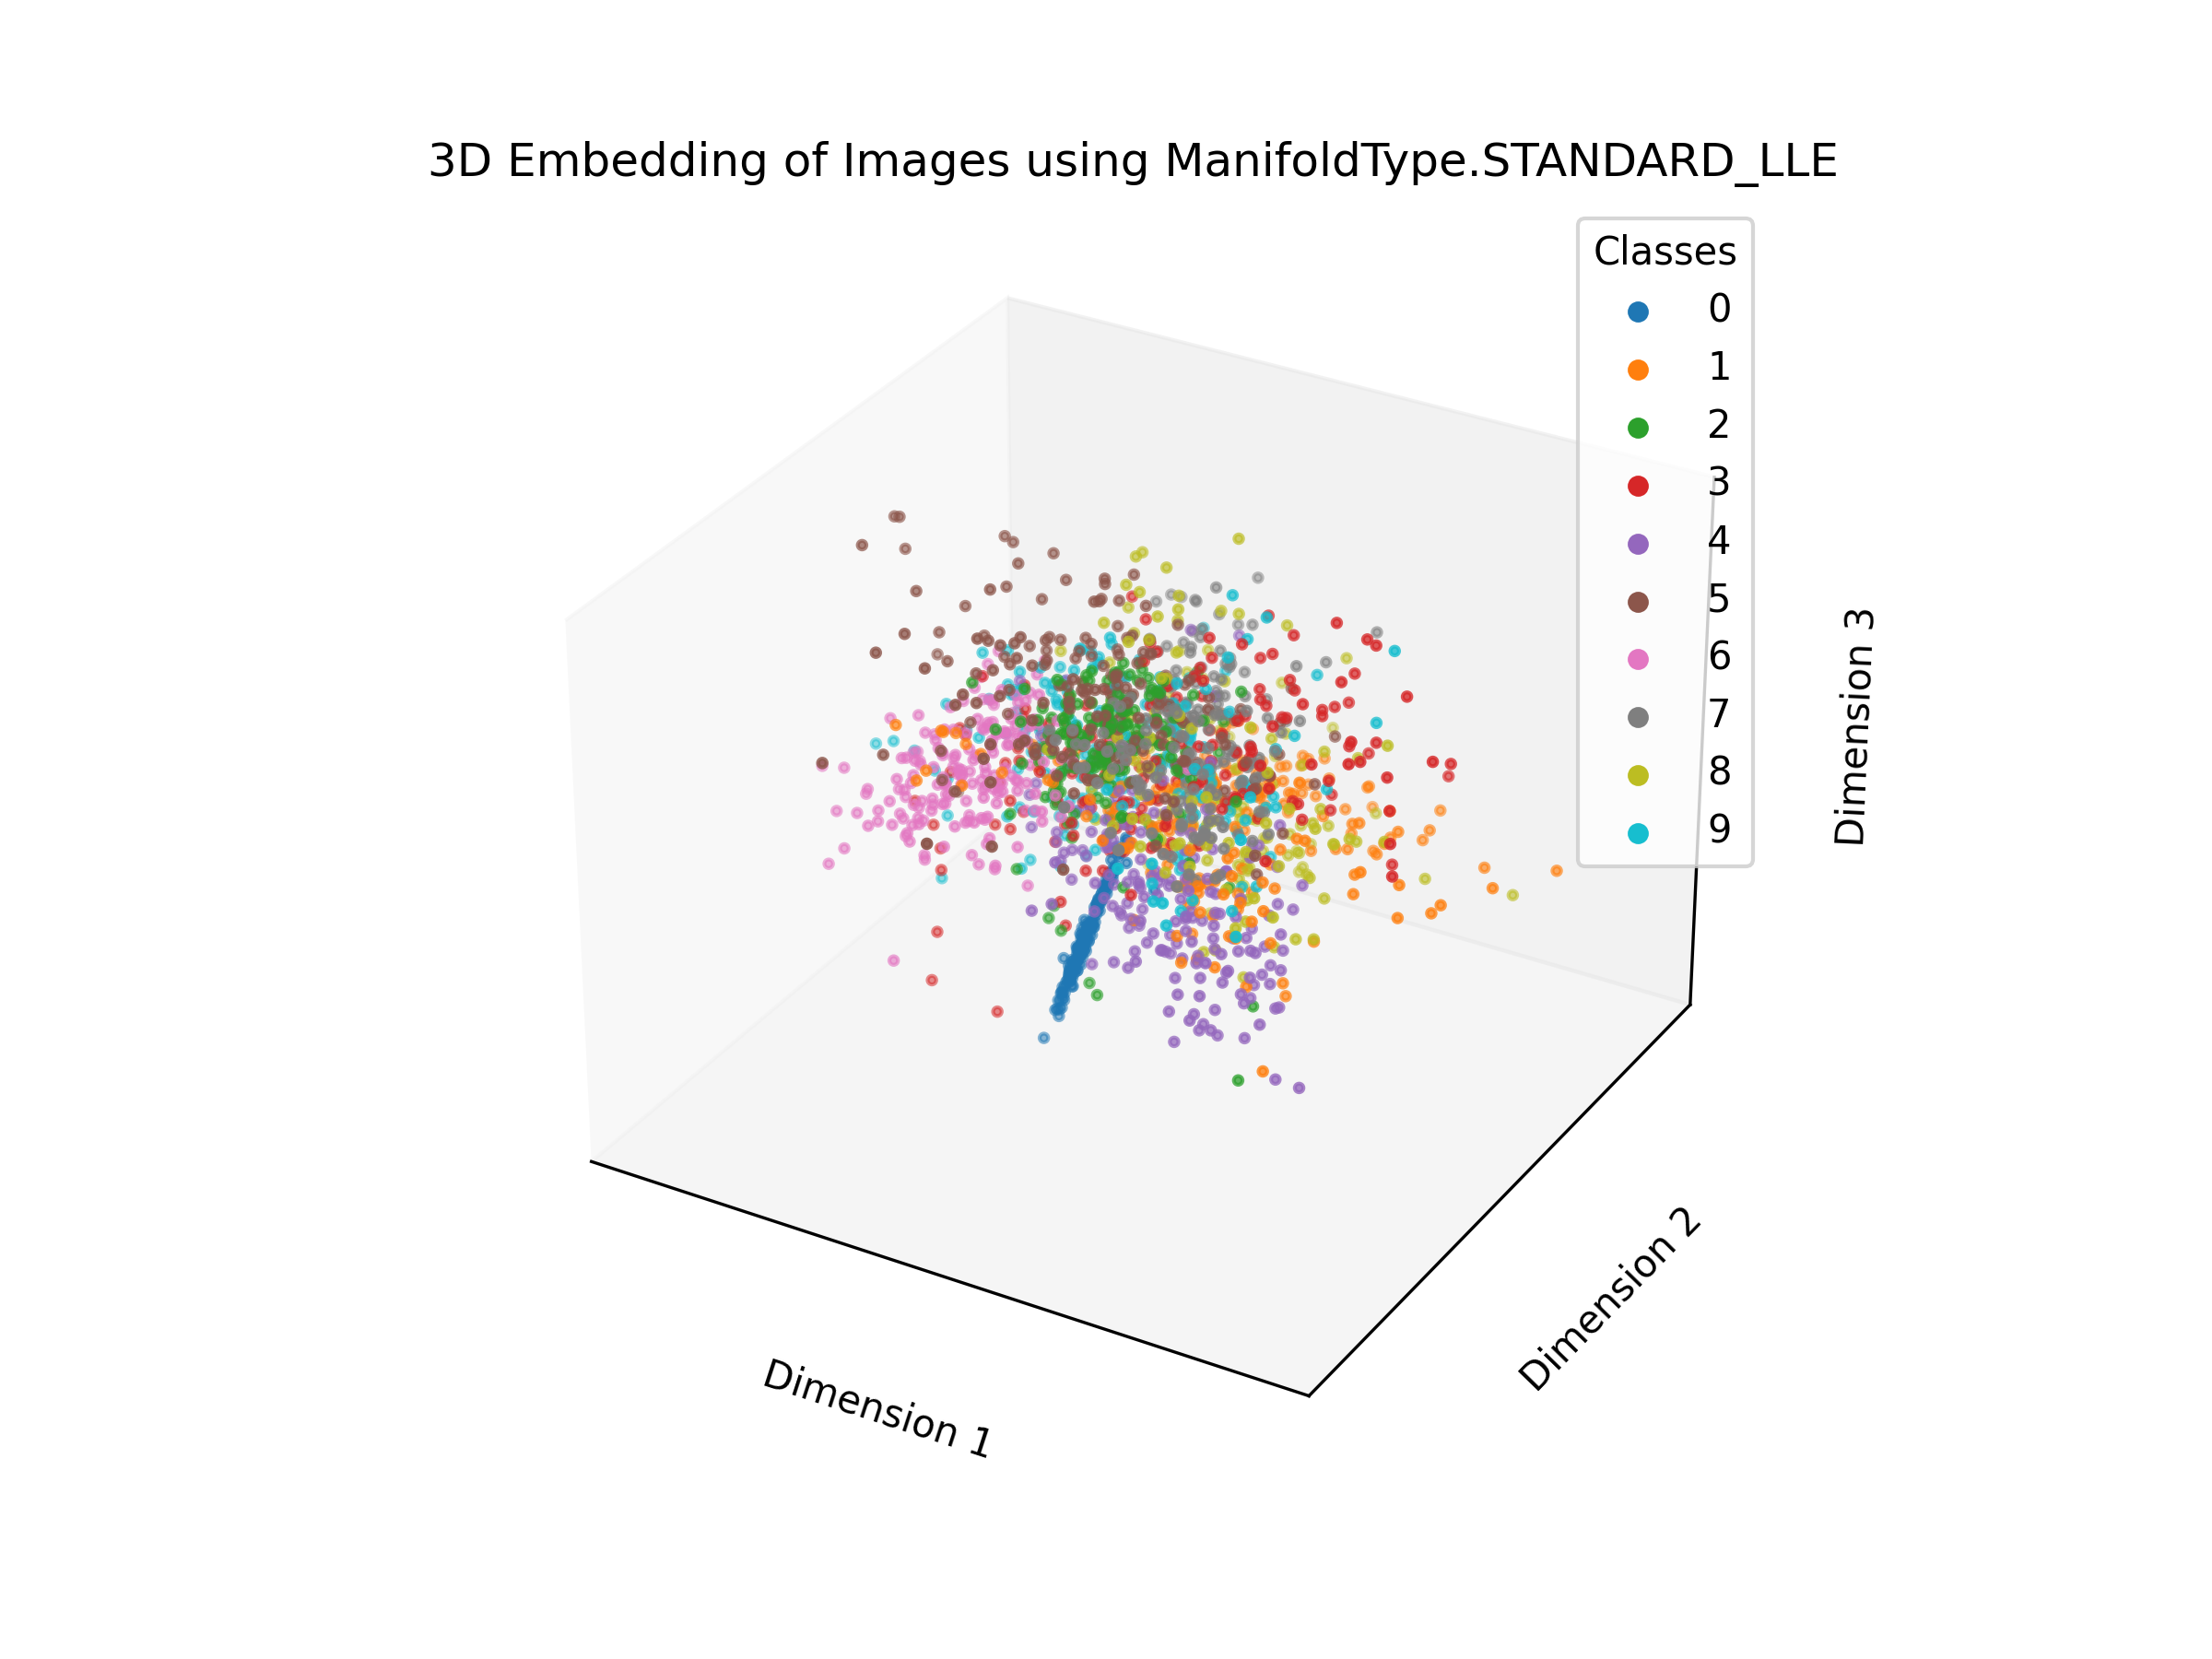 3D Embedding of Images using ManifoldType.STANDARD_LLE
Classes
0
1
2
3
4
5
6
7
8
9
Dimension 3
Dimension 2
Dimension 1